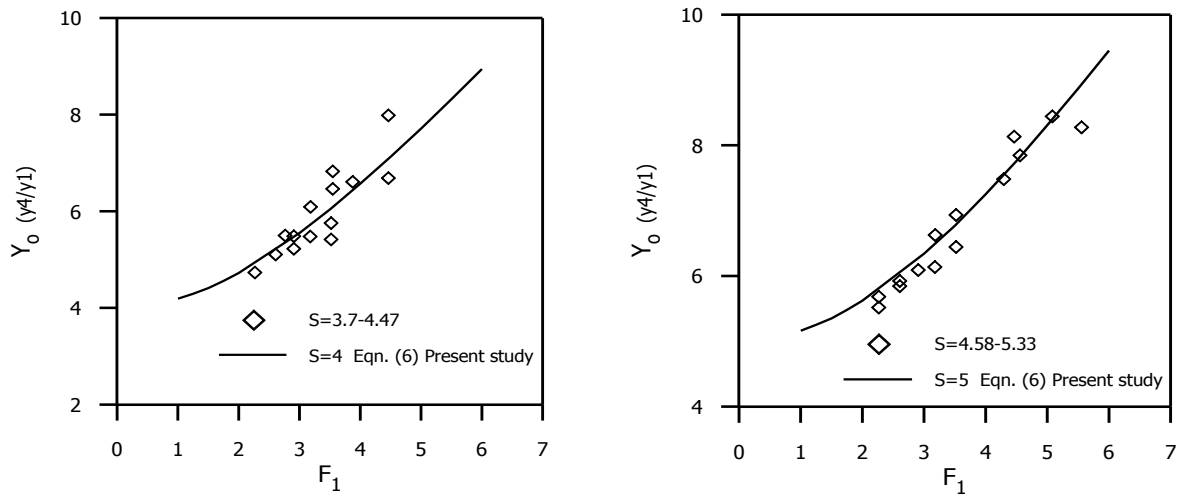 10
8
6
4
2
0 1 2 3 4 5 6 7
Y₀ (y4/y1)
F₁
S=3.7-4.47
S=4 Eqn. (6) Present study
10
8
6
4
0 1 2 3 4 5 6 7
Y₀ (y4/y1)
F₁
S=4.58-5.33
S=5 Eqn. (6) Present study